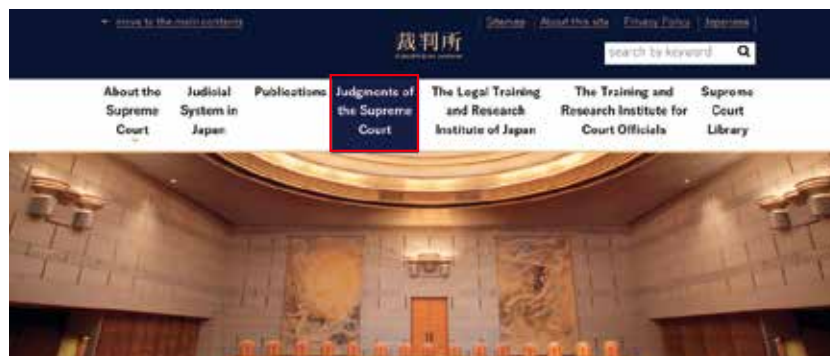 move to the main contents
Sitemap | About this site | Privacy Policy | Japanese |
裁判所
search by keyword
About the
Supreme
Court
Judicial
System in
Japan
Publications
Judgments of
the Supreme
Court
The Legal Training
and Research
Institute of Japan
The Training and
Research Institute for
Court Officials
Supreme
Court
Library